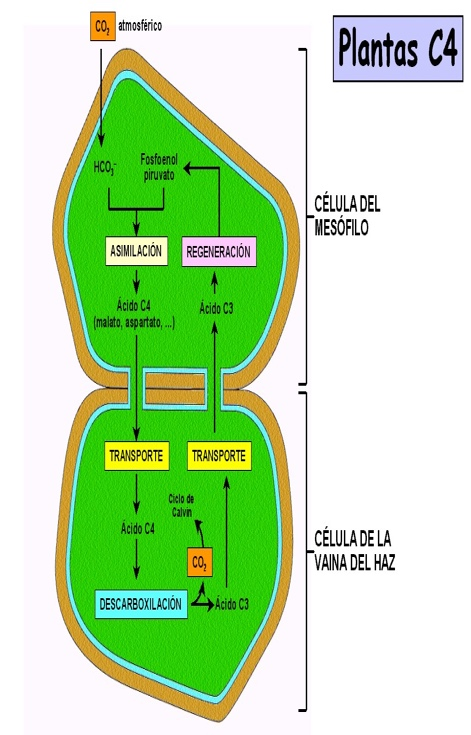 CO₂ atmosférico
Plantas C4
HCO₃⁻
Fosfoenol
piruvato
CÉLULA DEL
MESÓFILO
ASIMILACIÓN
REGENERACIÓN
Ácido C4
(malato, aspartato, ...)
Ácido C3
TRANSPORTE
TRANSPORTE
Ciclo de
Calvin
Ácido C4
CÉLULA DE LA
VAINA DEL HAZ
CO₂
DESCARBOXILACIÓN
Ácido C3